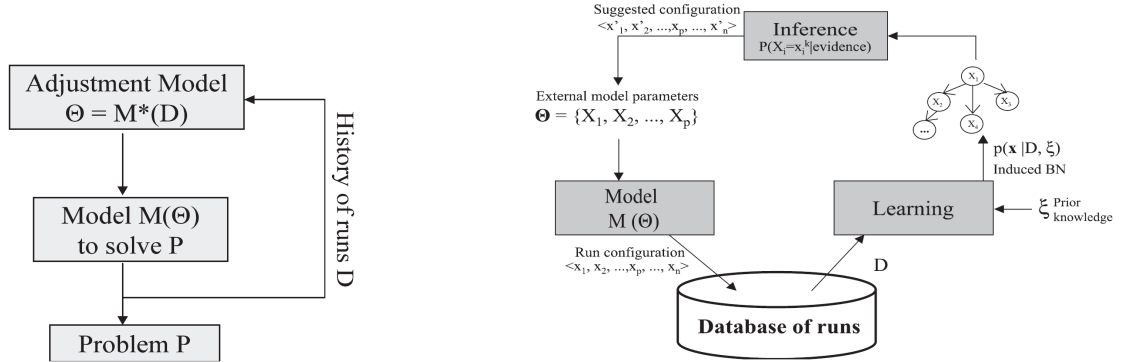 Adjustment Model
Θ = M*(D)
Model M(Θ)
to solve P
Problem P
History of runs D
Suggested configuration
<x'₁, x'₂, ...,xₚ, ..., x'ₙ>
Inference
P(Xᵢ=xᵢᵏ|evidence)
External model parameters
Θ = {X₁, X₂, ..., Xₚ}
X₁
X₂
X₃
...
X₄
p(x |D, ξ)
Induced BN
Model
M (Θ)
Learning
ξ Prior
knowledge
Run configuration
<x₁, x₂, ...,xₚ, ..., xₙ>
D
Database of runs